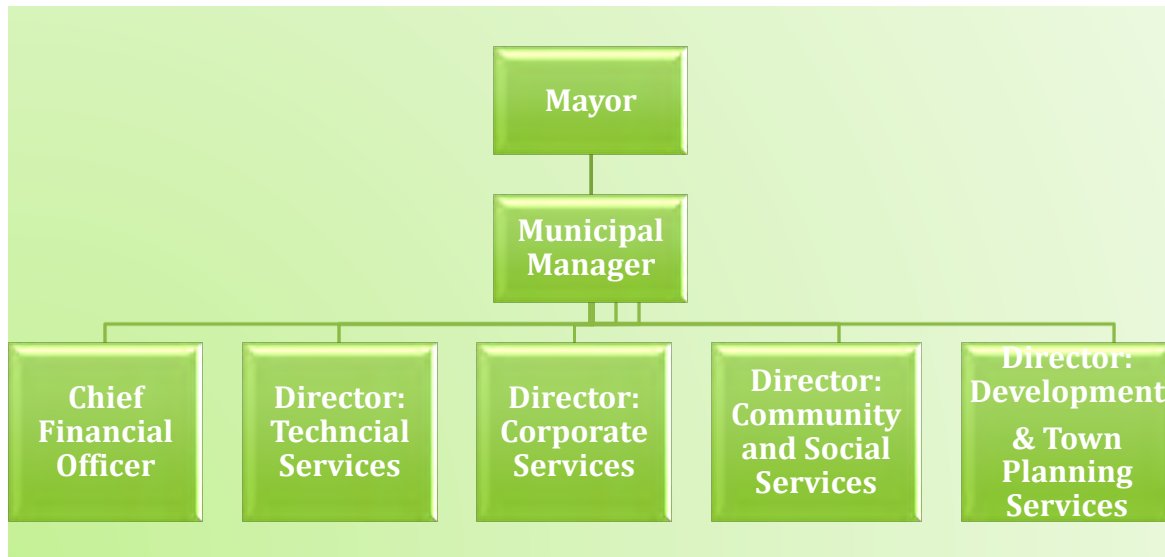 Mayor
Municipal
Manager
Chief
Financial
Officer
Director:
Techncial
Services
Director:
Corporate
Services
Director:
Community
and Social
Services
Director:
Development
& Town
Planning
Services